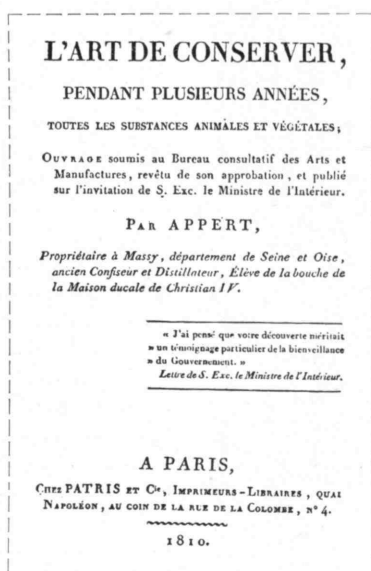 L'ART DE CONSERVER,
PENDANT PLUSIEURS ANNÉES,
TOUTES LES SUBSTANCES ANIMALES ET VÉGÉTALES;
OUVRAGE soumis au Bureau consultatif des Arts et
Manufactures, revêtu de son approbation, et publié
sur l'invitation de S. Exc. le Ministre de l'Intérieur.
PAR APPERT,
Propriétaire à Massy, département de Seine et Oise,
ancien Confiseur et Distillateur, Élève de la bouche de
la Maison ducale de Christian IV.
« J'ai pensé que votre découverte méritait
» un témoignage particulier de la bienveillance
» du Gouvernement. »
Lettre de S. Exc. le Ministre de l'Intérieur.
A PARIS,
CHEZ PATRIS ET Cie, IMPRIMEURS-LIBRAIRES, QUAI
NAPOLÉON, AU COIN DE LA RUE DE LA COLOMBE, n° 4.
1810.